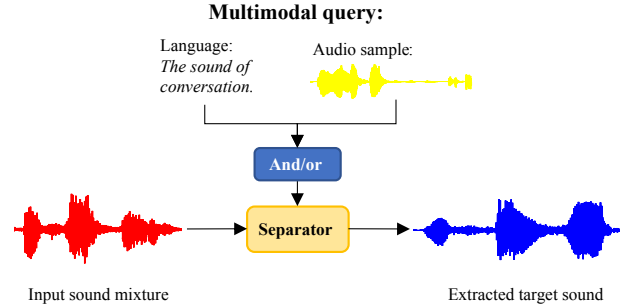 Multimodal query:
Language:
The sound of
conversation.
Audio sample:
And/or
Separator
Input sound mixture
Extracted target sound